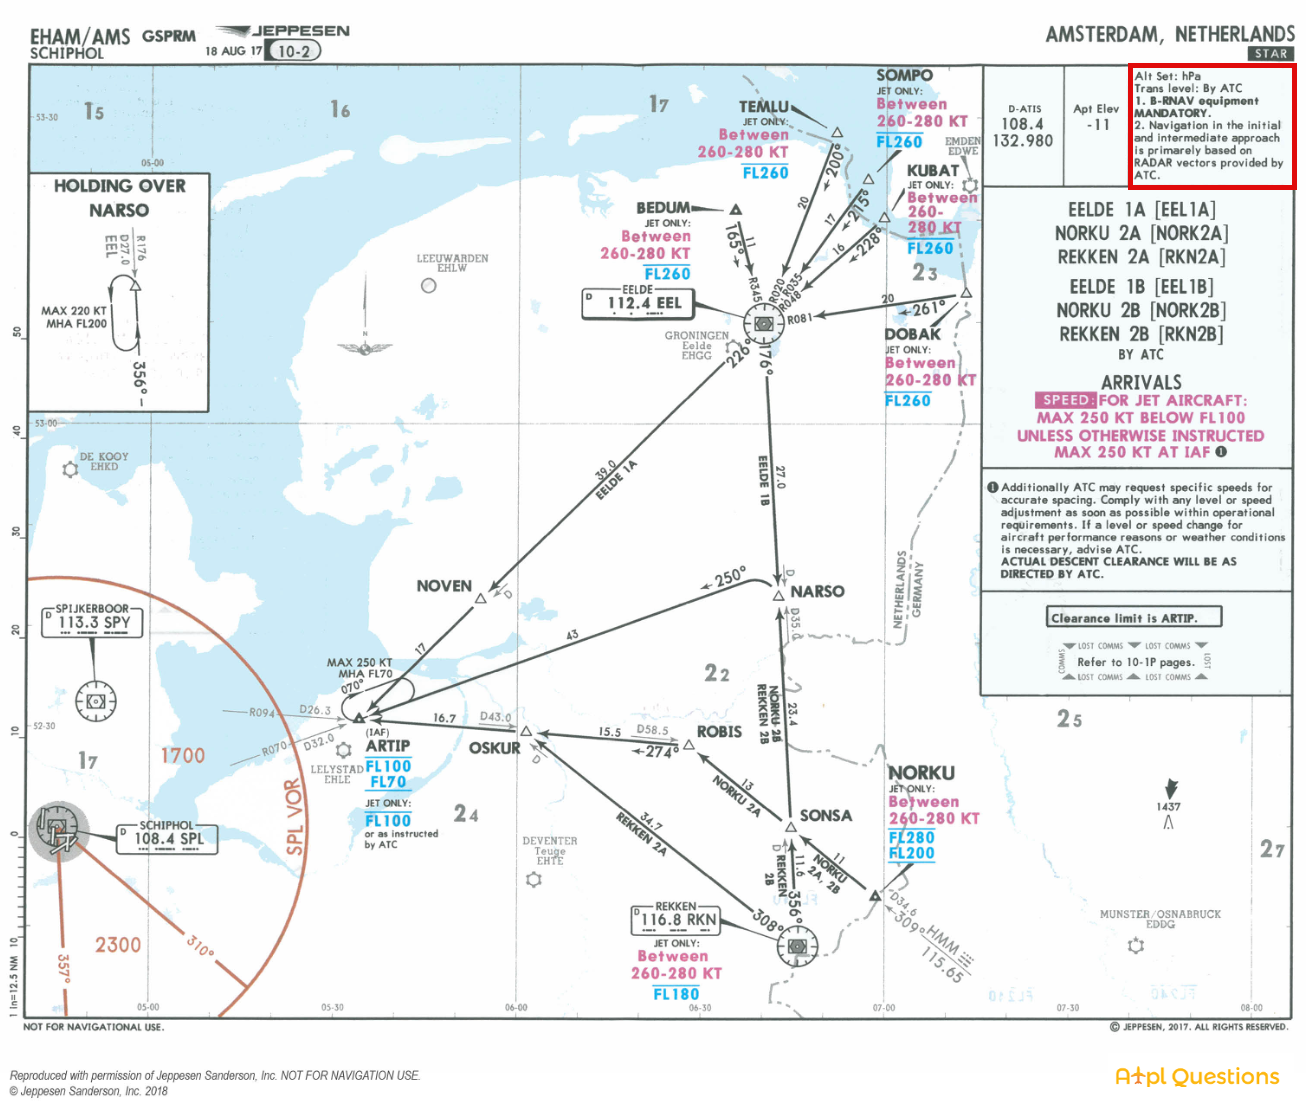 EHAM/AMS GSPRM JEPPESEN AMSTERDAM, NETHERLANDS
SCHIPHOL 18 AUG 17 10-2 STAR
D-ATIS
108.4
132.980
Apt Elev
-11
Alt Set: hPa
Trans level: By ATC
1. B-RNAV equipment
MANDATORY.
2. Navigation in the initial
and intermediate approach
is primarely based on
RADAR vectors provided by
ATC.
EELDE 1A [EEL1A]
NORKU 2A [NORK2A]
REKKEN 2A [RKN2A]
EELDE 1B [EEL1B]
NORKU 2B [NORK2B]
REKKEN 2B [RKN2B]
BY ATC
ARRIVALS
SPEED: FOR JET AIRCRAFT:
MAX 250 KT BELOW FL100
UNLESS OTHERWISE INSTRUCTED
MAX 250 KT AT IAF 1
1 Additionally ATC may request specific speeds for
accurate spacing. Comply with any level or speed
adjustment as soon as possible within operational
requirements. If a level or speed change for
aircraft performance reasons or weather conditions
is necessary, advise ATC.
ACTUAL DESCENT CLEARANCE WILL BE AS
DIRECTED BY ATC.
Clearance limit is ARTIP.
LOST COMMS LOST COMMS
COMMS
Refer to 10-1P pages.
LOST
LOST COMMS LOST COMMS
15
16
17
53-30
05-00
HOLDING OVER
NARSO
R176
D27.0
EEL
MAX 220 KT
MHA FL200
356°
SOMPO
JET ONLY:
Between
260-280 KT
FL260
TEMLU
JET ONLY:
Between
260-280 KT
FL260
EMDEN
EDWE
KUBAT
JET ONLY:
Between
260-
280 KT
FL260
BEDUM
JET ONLY:
Between
260-280 KT
FL260
200°
20
215°
17
228°
16
165°
11
R345
R020
R035
R048
R081
23
20
261°
DOBAK
JET ONLY:
Between
260-280 KT
FL260
EELDE
D 112.4 EEL
GRONINGEN
Eelde
EHGG
226°
176°
LEEUWARDEN
EHLW
N
50
40
53-00
DE KOOY
EHKD
39.0
EELDE 1A
EELDE 1B
27.0
30
NOVEN
D
250°
D
NARSO
D35.0
NETHERLANDS
GERMANY
43
17
20
SPIJKERBOOR
D 113.3 SPY
MAX 250 KT
MHA FL70
070°
22
NORKU 2B
REKKEN 2B
23.4
25
R094
D26.3
R070
D32.0
16.7
D43.0
15.5
D58.5
274°
ROBIS
OSKUR
D
(IAF)
ARTIP
FL100
FL70
JET ONLY:
FL100
or as instructed
by ATC
LELYSTAD
EHLE
52-30
10
17
1700
SPL VOR
24
13
NORKU 2A
NORKU
JET ONLY:
Between
260-280 KT
FL280
FL200
1437
SONSA
34.7
REKKEN 2A
11
NORKU
2A, 2B
D
REKKEN
2B
11.6
356°
27
0
SCHIPHOL
D 108.4 SPL
DEVENTER
Teuge
EHTE
REKKEN
D 116.8 RKN
JET ONLY:
Between
260-280 KT
FL180
308°
D34.6
309°
HMM
115.65
MUNSTER/OSNABRUCK
EDDG
2300
310°
357°
10
1 in=12.5 NM
05-00
05-30
06-00
06-30
07-00
07-30
08-00
NOT FOR NAVIGATIONAL USE.
© JEPPESEN, 2017. ALL RIGHTS RESERVED.
Reproduced with permission of Jeppesen Sanderson, Inc. NOT FOR NAVIGATION USE.
© Jeppesen Sanderson, Inc. 2018
Atpl Questions